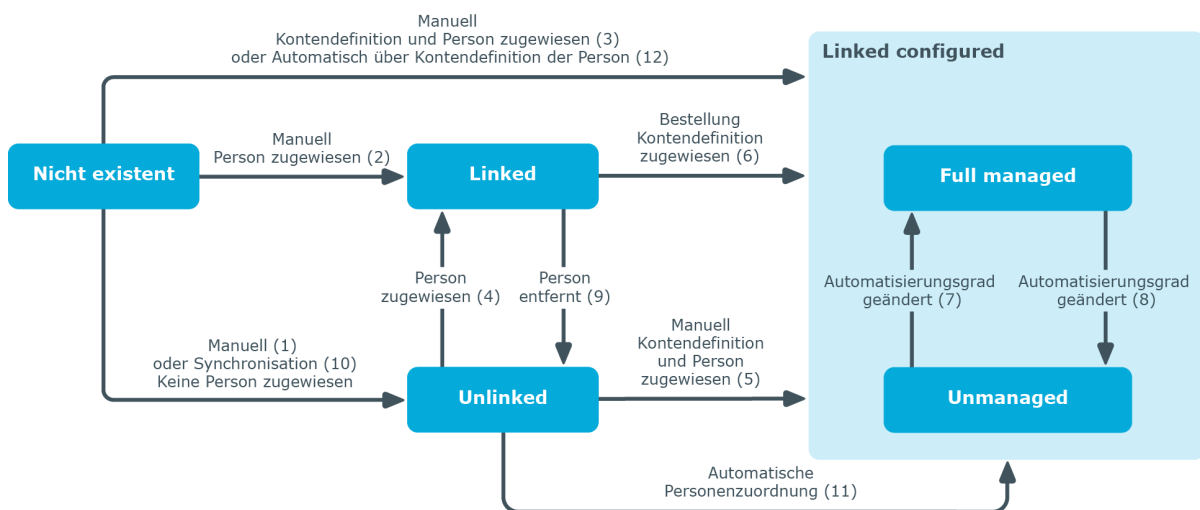 Manuell
Kontendefinition und Person zugewiesen (3)
oder Automatisch über Kontendefinition der Person (12)
Linked configured
Nicht existent
Manuell
Person zugewiesen (2)
Linked
Bestellung
Kontendefinition
zugewiesen (6)
Full managed
Person
zugewiesen (4)
Person
entfernt (9)
Automatisierungsgrad
geändert (7)
Automatisierungsgrad
geändert (8)
Manuell (1)
oder Synchronisation (10)
Keine Person zugewiesen
Unlinked
Manuell
Kontendefinition
und Person
zugewiesen (5)
Unmanaged
Automatische
Personenzuordnung (11)